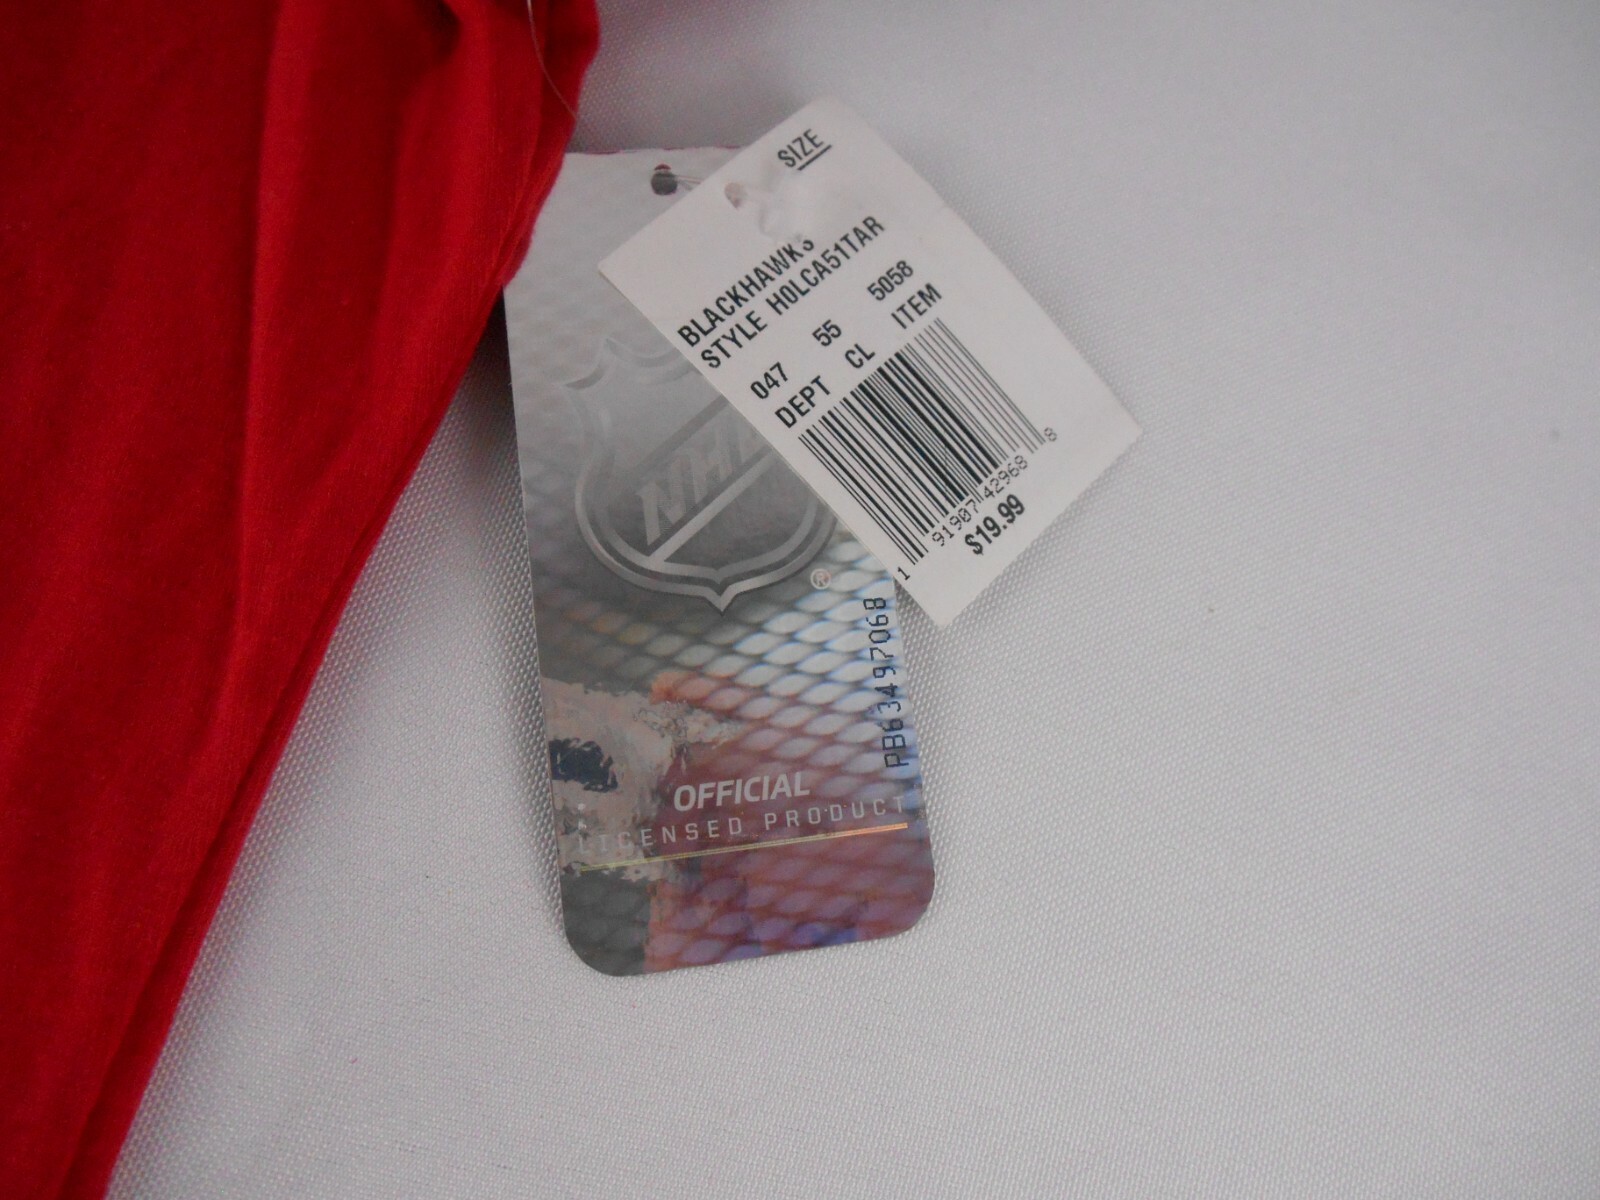 SIZE
BLACKHAWKS
STYLE H0LCA51TAR
047 55 5058
DEPT CL ITEM
1 91907 42968 8
$19.99
NHL
®
PB63497068
OFFICIAL
LICENSED PRODUCT